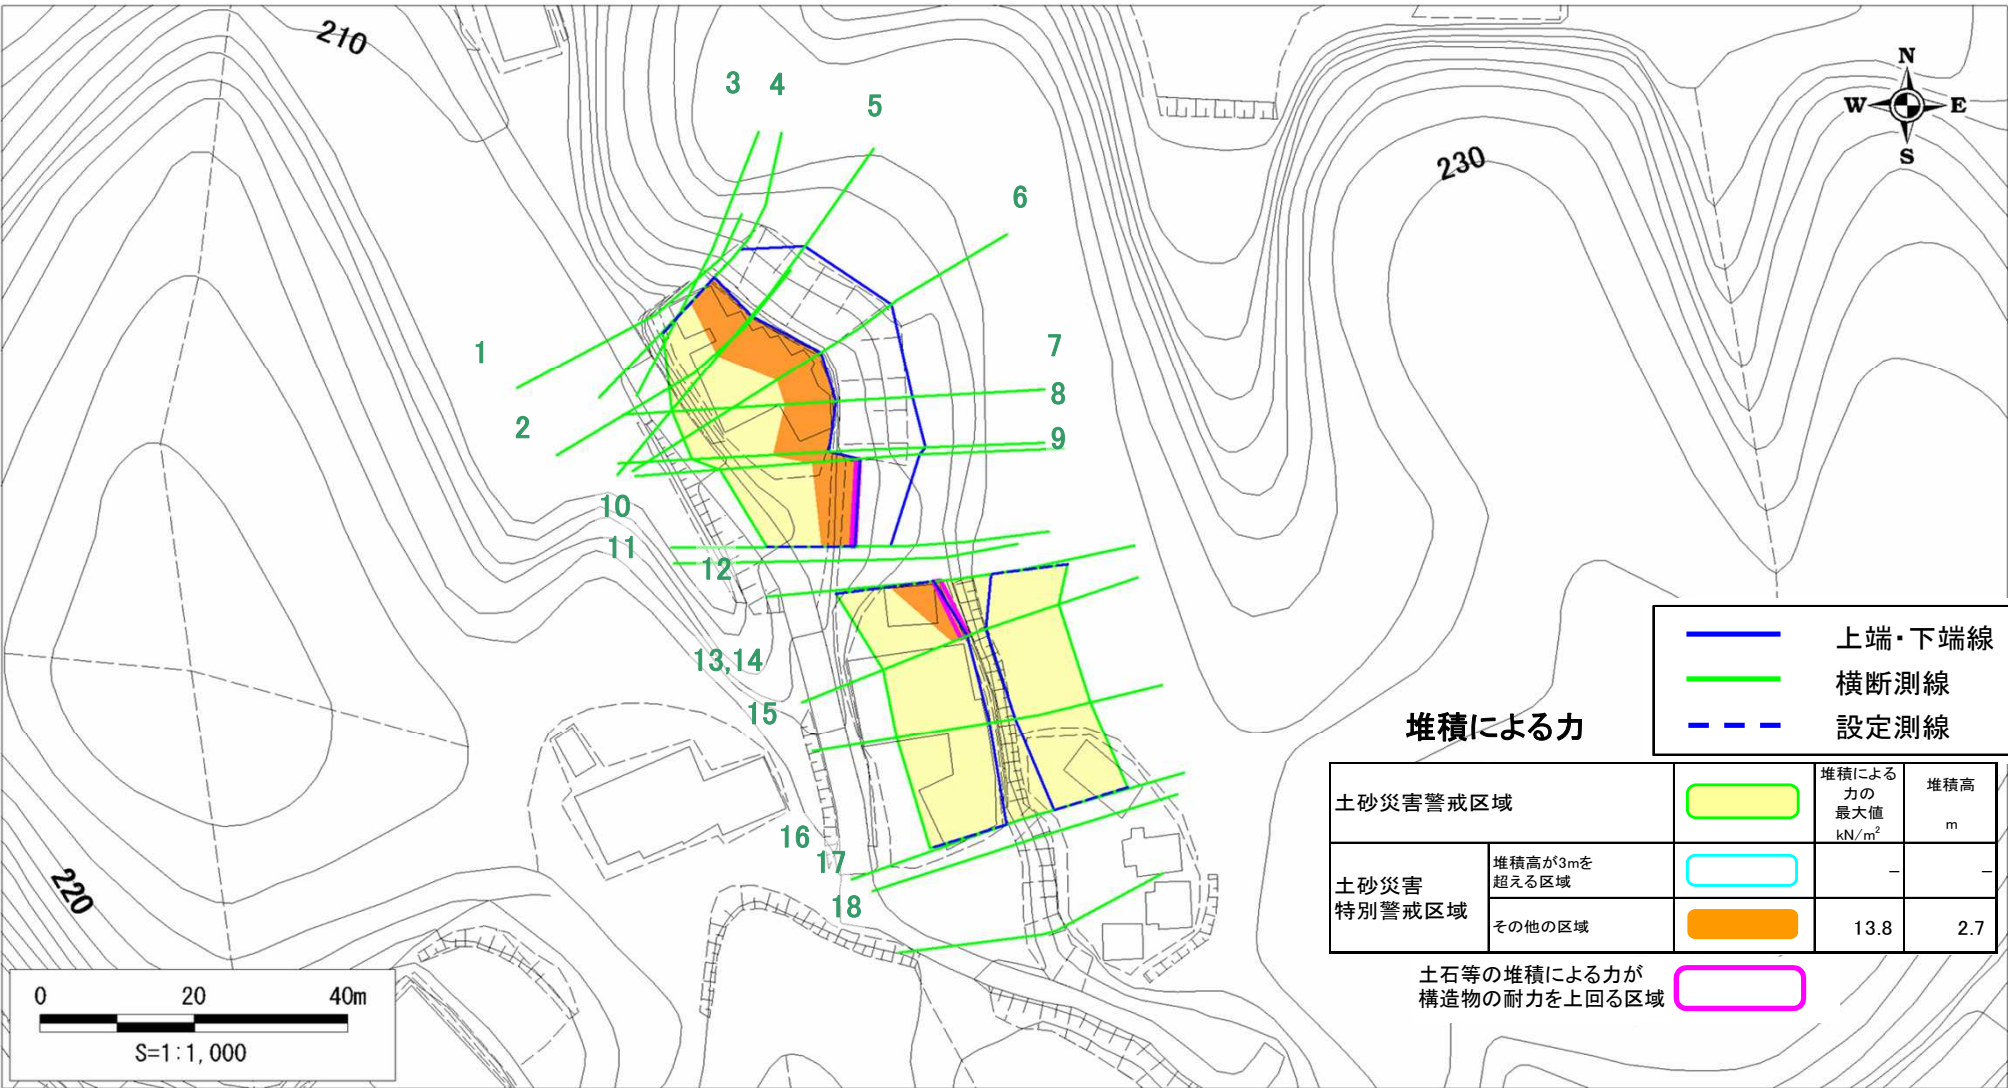 210
3
4
5
6
230
N
W
E
S
1
7
8
2
9
10
11
12
13,14
15
16
17
18
220
上端・下端線
横断測線
設定測線
堆積による力
土砂災害警戒区域
堆積による
力の
最大値
kN/m²
堆積高
m
土砂災害
特別警戒区域
堆積高が3mを
超える区域
−
−
その他の区域
13.8
2.7
土石等の堆積による力が
構造物の耐力を上回る区域
0 20 40m
S=1:1,000